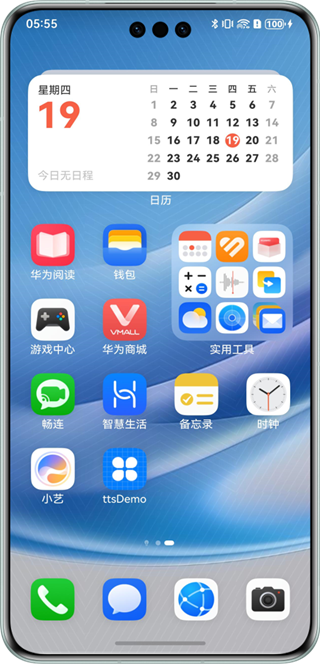 05:55
100
星期四
19
今日无日程
日 一 二 三 四 五 六
1 2 3 4 5 6 7
8 9 10 11 12 13 14
15 16 17 18 19 20 21
22 23 24 25 26 27 28
29 30
日历
华为阅读
钱包
游戏中心
VMALL
华为商城
实用工具
畅连
智慧生活
备忘录
时钟
小艺
ttsDemo